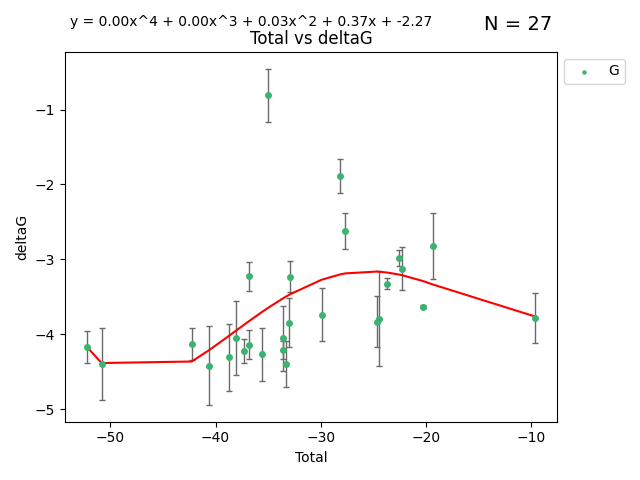 y = 0.00x^4 + 0.00x^3 + 0.03x^2 + 0.37x + -2.27
N = 27
Total vs deltaG
G
deltaG
−1
−2
−3
−4
−5
−50
−40
−30
−20
−10
Total